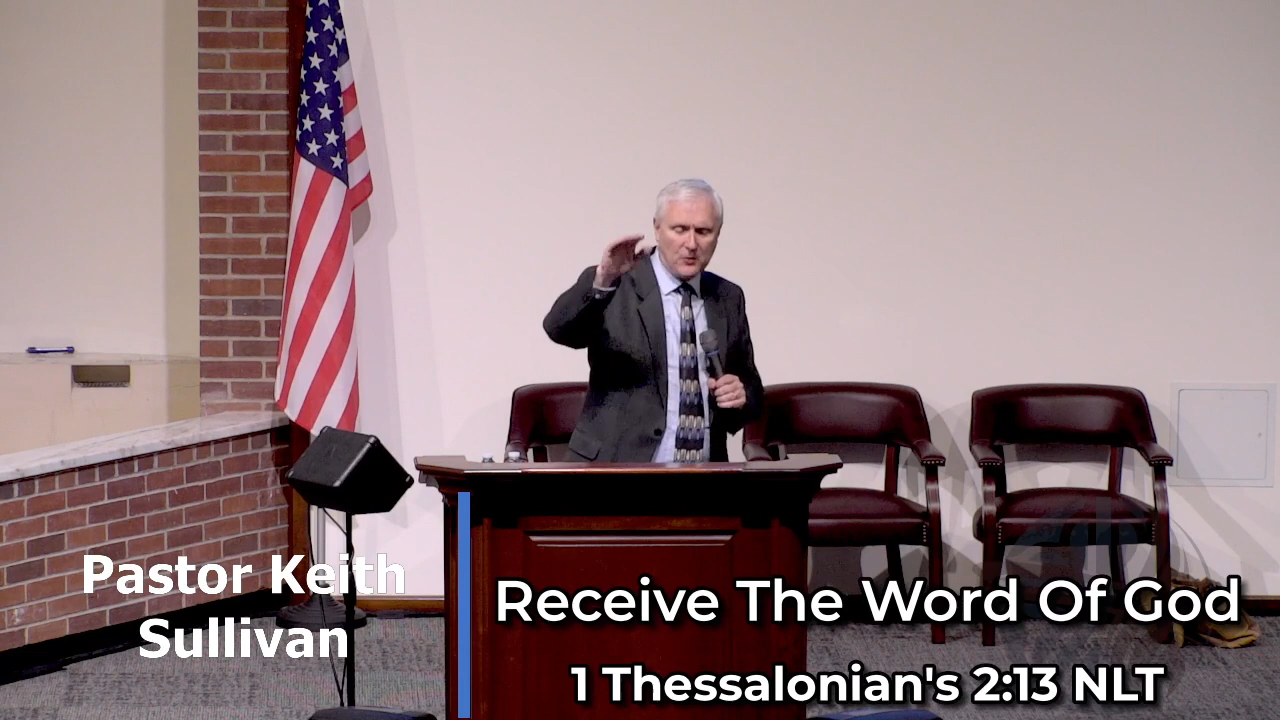 Pastor Keith
Sullivan
Receive The Word Of God
1 Thessalonian's 2:13 NLT